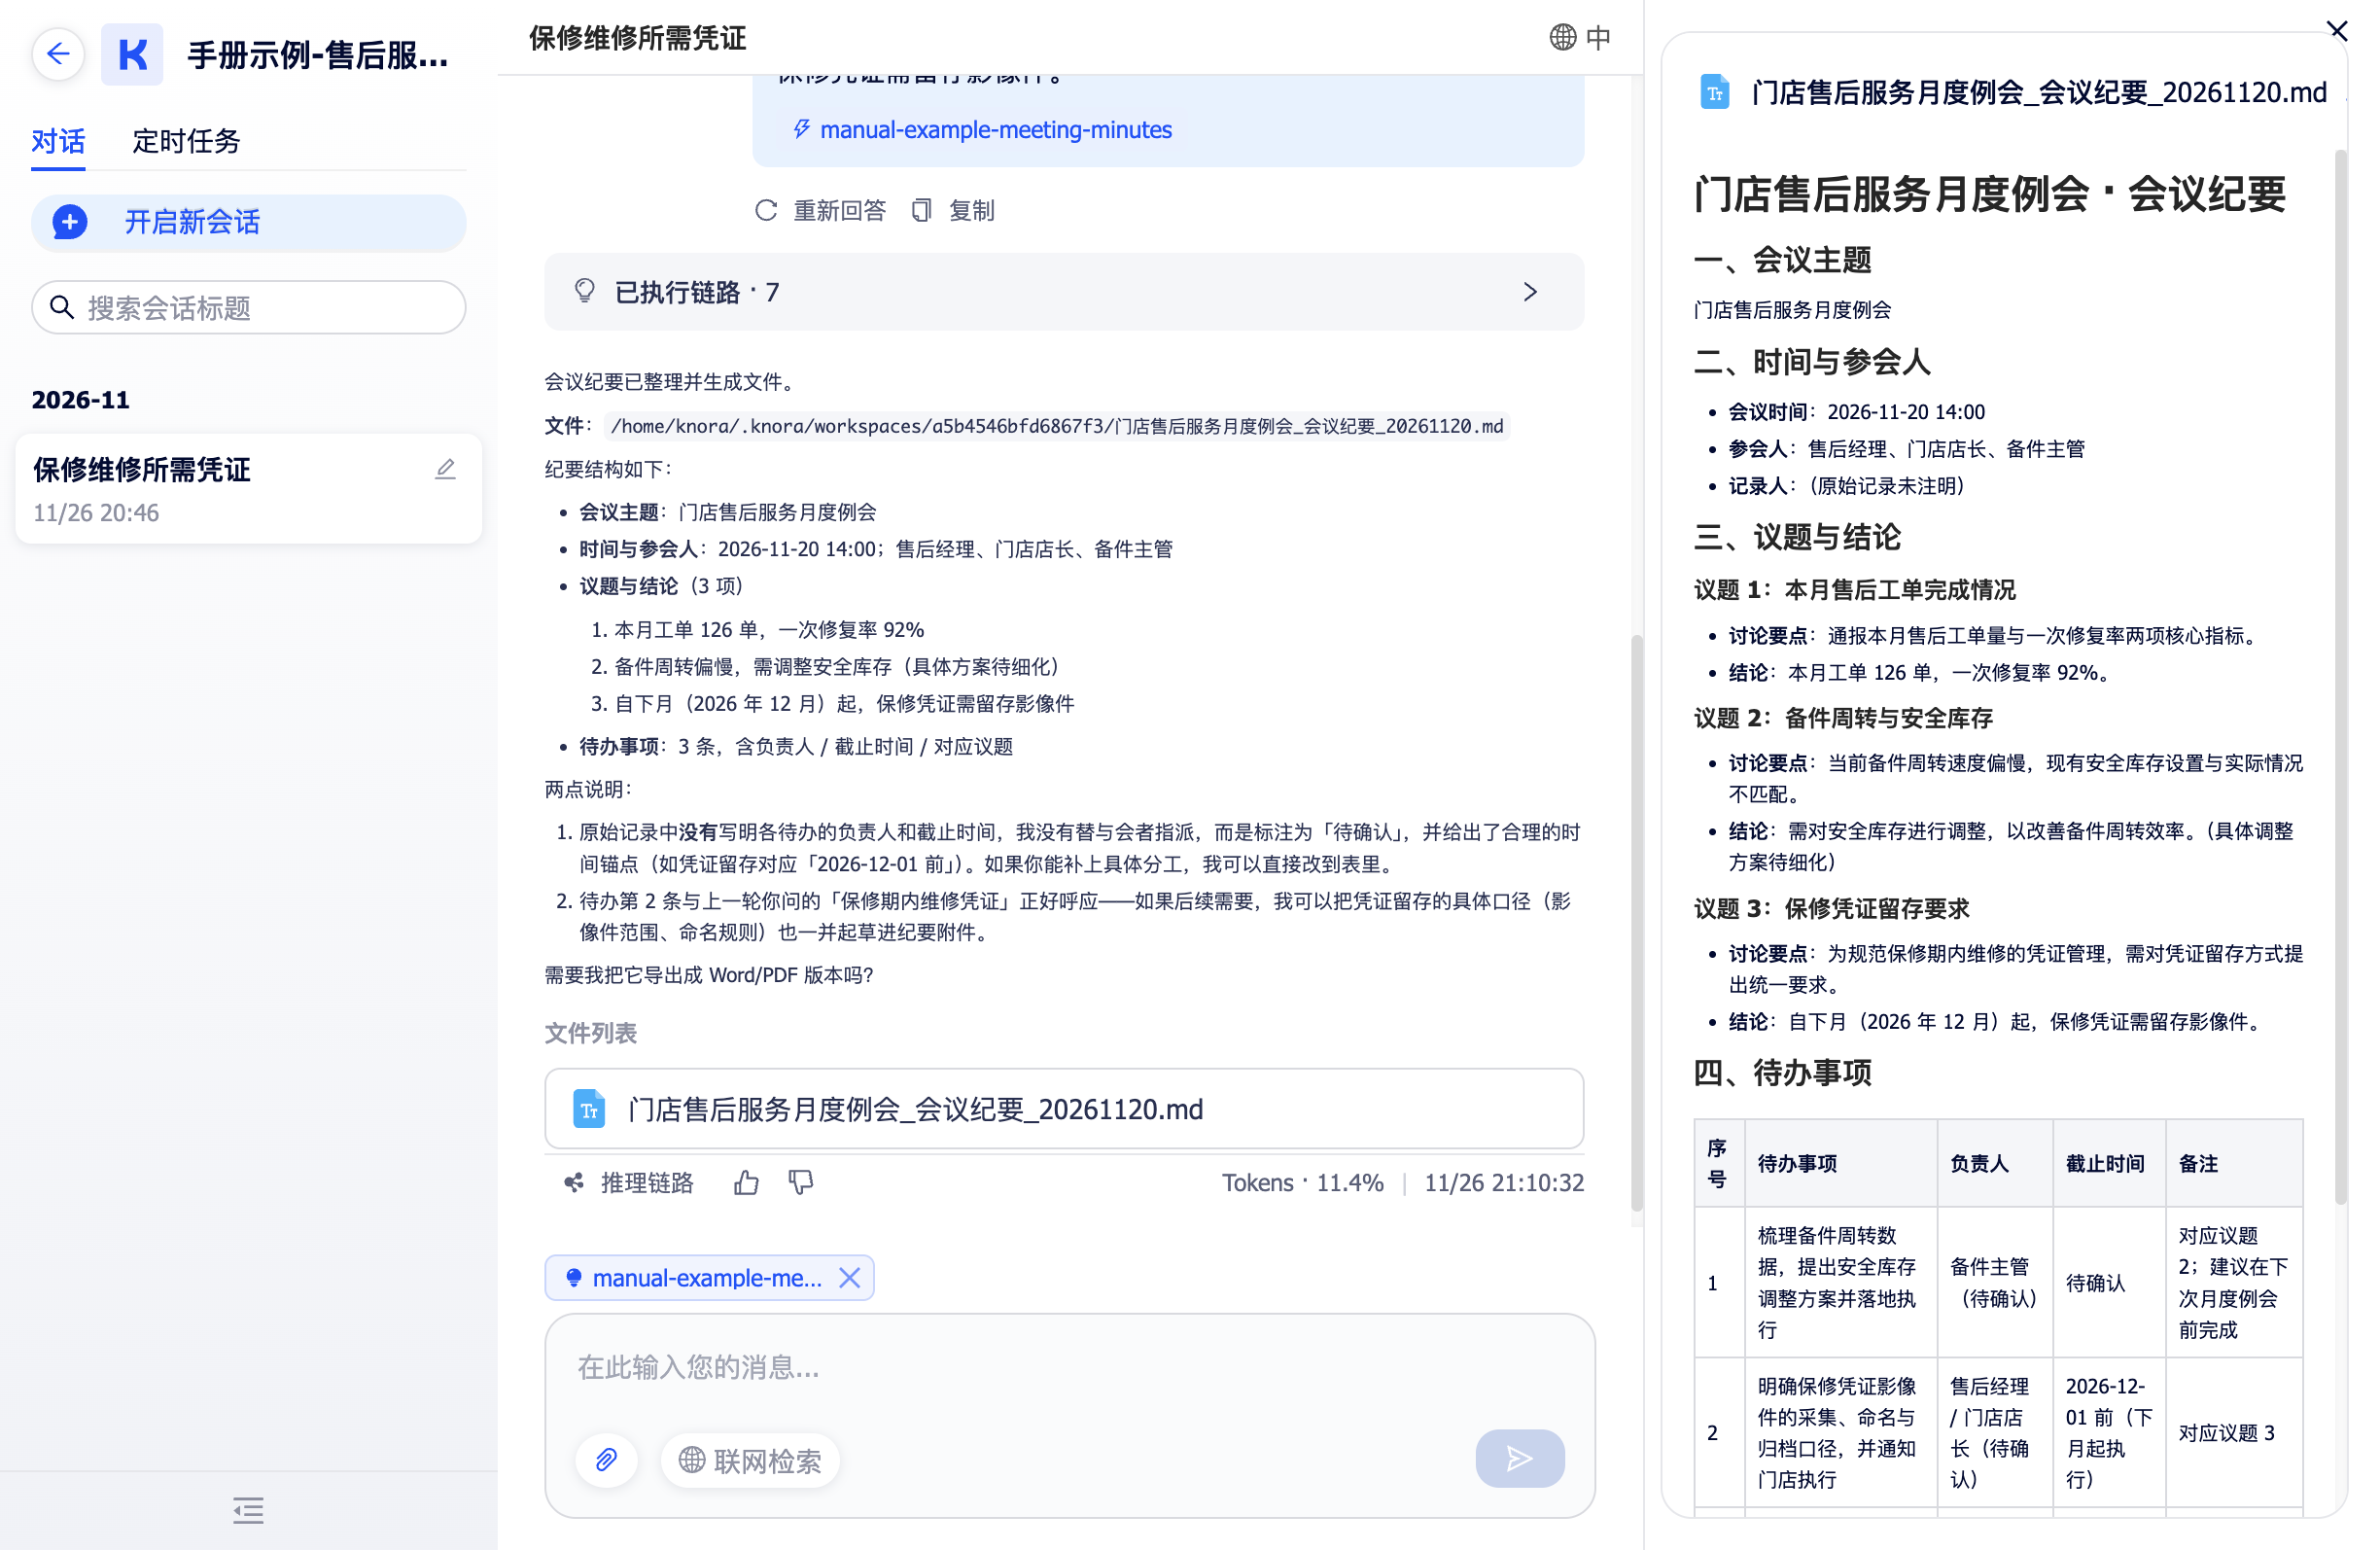 手册示例-售后服...
对话
定时任务
开启新会话
搜索会话标题
2026-11
保修维修所需凭证
11/26 20:46
保修维修所需凭证
中
保修凭证需留存影像件。
manual-example-meeting-minutes
重新回答
复制
已执行链路 · 7
会议纪要已整理并生成文件。
文件： /home/knora/.knora/workspaces/a5b4546bfd6867f3/门店售后服务月度例会_会议纪要_20261120.md
纪要结构如下：
• 会议主题：门店售后服务月度例会
• 时间与参会人：2026-11-20 14:00；售后经理、门店店长、备件主管
• 议题与结论（3 项）
1. 本月工单 126 单，一次修复率 92%
2. 备件周转偏慢，需调整安全库存（具体方案待细化）
3. 自下月（2026 年 12 月）起，保修凭证需留存影像件
• 待办事项：3 条，含负责人 / 截止时间 / 对应议题
两点说明：
1. 原始记录中没有写明各待办的负责人和截止时间，我没有替与会者指派，而是标注为「待确认」，并给出了合理的时
间锚点（如凭证留存对应「2026-12-01 前」）。如果你能补上具体分工，我可以直接改到表里。
2. 待办第 2 条与上一轮你问的「保修期内维修凭证」正好呼应——如果后续需要，我可以把凭证留存的具体口径（影
像件范围、命名规则）也一并起草进纪要附件。
需要我把它导出成 Word/PDF 版本吗？
文件列表
门店售后服务月度例会_会议纪要_20261120.md
推理链路
Tokens · 11.4% | 11/26 21:10:32
manual-example-me...
在此输入您的消息...
联网检索
门店售后服务月度例会_会议纪要_20261120.md
门店售后服务月度例会 · 会议纪要
一、会议主题
门店售后服务月度例会
二、时间与参会人
• 会议时间：2026-11-20 14:00
• 参会人：售后经理、门店店长、备件主管
• 记录人：（原始记录未注明）
三、议题与结论
议题 1：本月售后工单完成情况
• 讨论要点：通报本月售后工单量与一次修复率两项核心指标。
• 结论：本月工单 126 单，一次修复率 92%。
议题 2：备件周转与安全库存
• 讨论要点：当前备件周转速度偏慢，现有安全库存设置与实际情况
不匹配。
• 结论：需对安全库存进行调整，以改善备件周转效率。（具体调整
方案待细化）
议题 3：保修凭证留存要求
• 讨论要点：为规范保修期内维修的凭证管理，需对凭证留存方式提
出统一要求。
• 结论：自下月（2026 年 12 月）起，保修凭证需留存影像件。
四、待办事项
序
号
待办事项
负责人
截止时间
备注
1
梳理备件周转数
据，提出安全库存
调整方案并落地执
行
备件主管
（待确认）
待确认
对应议题
2；建议在下
次月度例会
前完成
2
明确保修凭证影像
件的采集、命名与
归档口径，并通知
门店执行
售后经理
/ 门店店
长（待确
认）
2026-12-
01 前（下
月起执
行）
对应议题 3